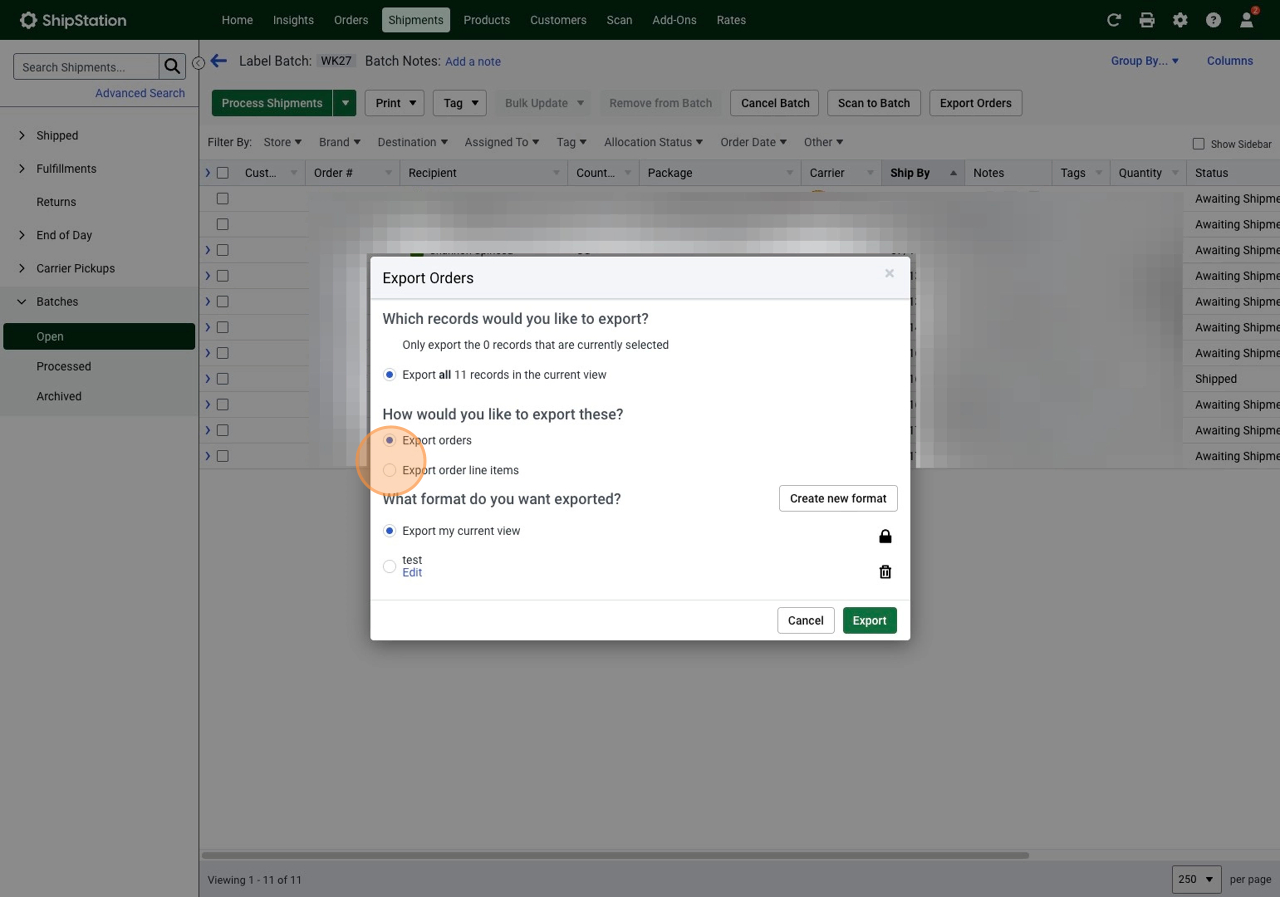 ShipStation
Home Insights Orders Shipments Products Customers Scan Add-Ons Rates
2
Search Shipments...
Advanced Search
Label Batch: WK27 Batch Notes: Add a note
Group By... Columns
Process Shipments Print Tag Bulk Update Remove from Batch Cancel Batch Scan to Batch Export Orders
Filter By: Store Brand Destination Assigned To Tag Allocation Status Order Date Other
Show Sidebar
Cust... Order # Recipient Count... Package Carrier Ship By Notes Tags Quantity Status
Shipped
Fulfillments
Returns
End of Day
Carrier Pickups
Batches
Open
Processed
Archived
Awaiting Shipme
Awaiting Shipme
Awaiting Shipme
Awaiting Shipme
Awaiting Shipme
Awaiting Shipme
Awaiting Shipme
Shipped
Awaiting Shipme
Awaiting Shipme
Awaiting Shipme
Export Orders
Which records would you like to export?
Only export the 0 records that are currently selected
Export all 11 records in the current view
How would you like to export these?
Export orders
Export order line items
What format do you want exported?
Create new format
Export my current view
test
Edit
Cancel Export
Viewing 1 - 11 of 11
250 per page